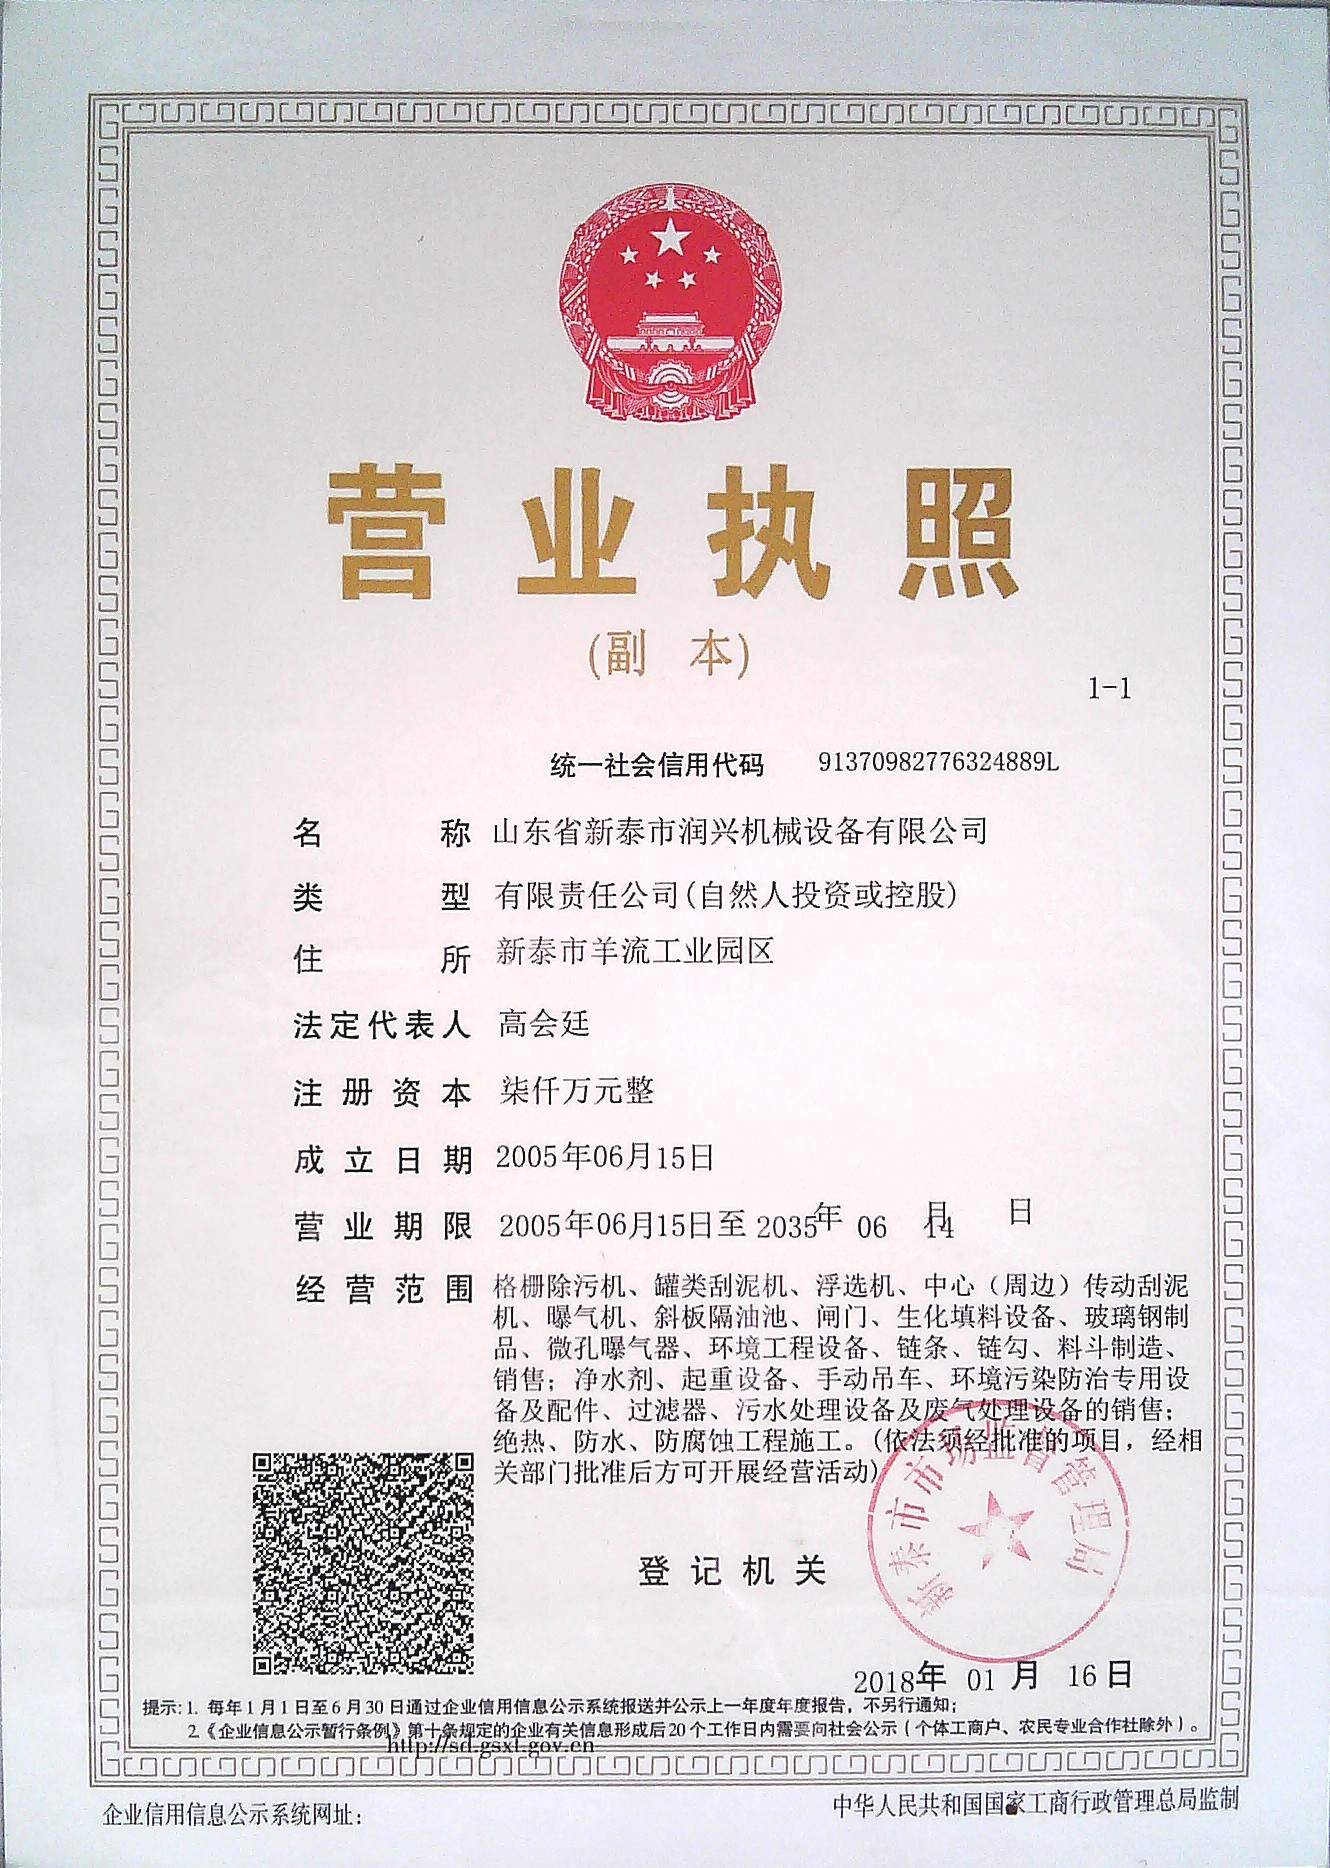 营业执照
(副 本)
1-1
统一社会信用代码 91370982776324889L
名称 山东省新泰市润兴机械设备有限公司
类型 有限责任公司(自然人投资或控股)
住所 新泰市羊流工业园区
法定代表人 高会廷
注册资本 柒仟万元整
成立日期 2005年06月15日
营业期限 2005年06月15日至 2035年 06 月 14 日
经营范围 格栅除污机、罐类刮泥机、浮选机、中心（周边）传动刮泥
机、曝气机、斜板隔油池、闸门、生化填料设备、玻璃钢制
品、微孔曝气器、环境工程设备、链条、链勾、料斗制造、
销售；净水剂、起重设备、手动吊车、环境污染防治专用设
备及配件、过滤器、污水处理设备及废气处理设备的销售；
绝热、防水、防腐蚀工程施工。(依法须经批准的项目，经相
关部门批准后方可开展经营活动)
新泰市市场监督管理局
登记机关
2018年 01 月 16 日
提示: 1. 每年1月1日至6月30日通过企业信用信息公示系统报送并公示上一年度年度报告，不另行通知；
2.《企业信息公示暂行条例》第十条规定的企业有关信息形成后20个工作日内需要向社会公示（个体工商户、农民专业合作社除外）。
http://sd.gsxt.gov.cn
企业信用信息公示系统网址:
中华人民共和国国家工商行政管理总局监制